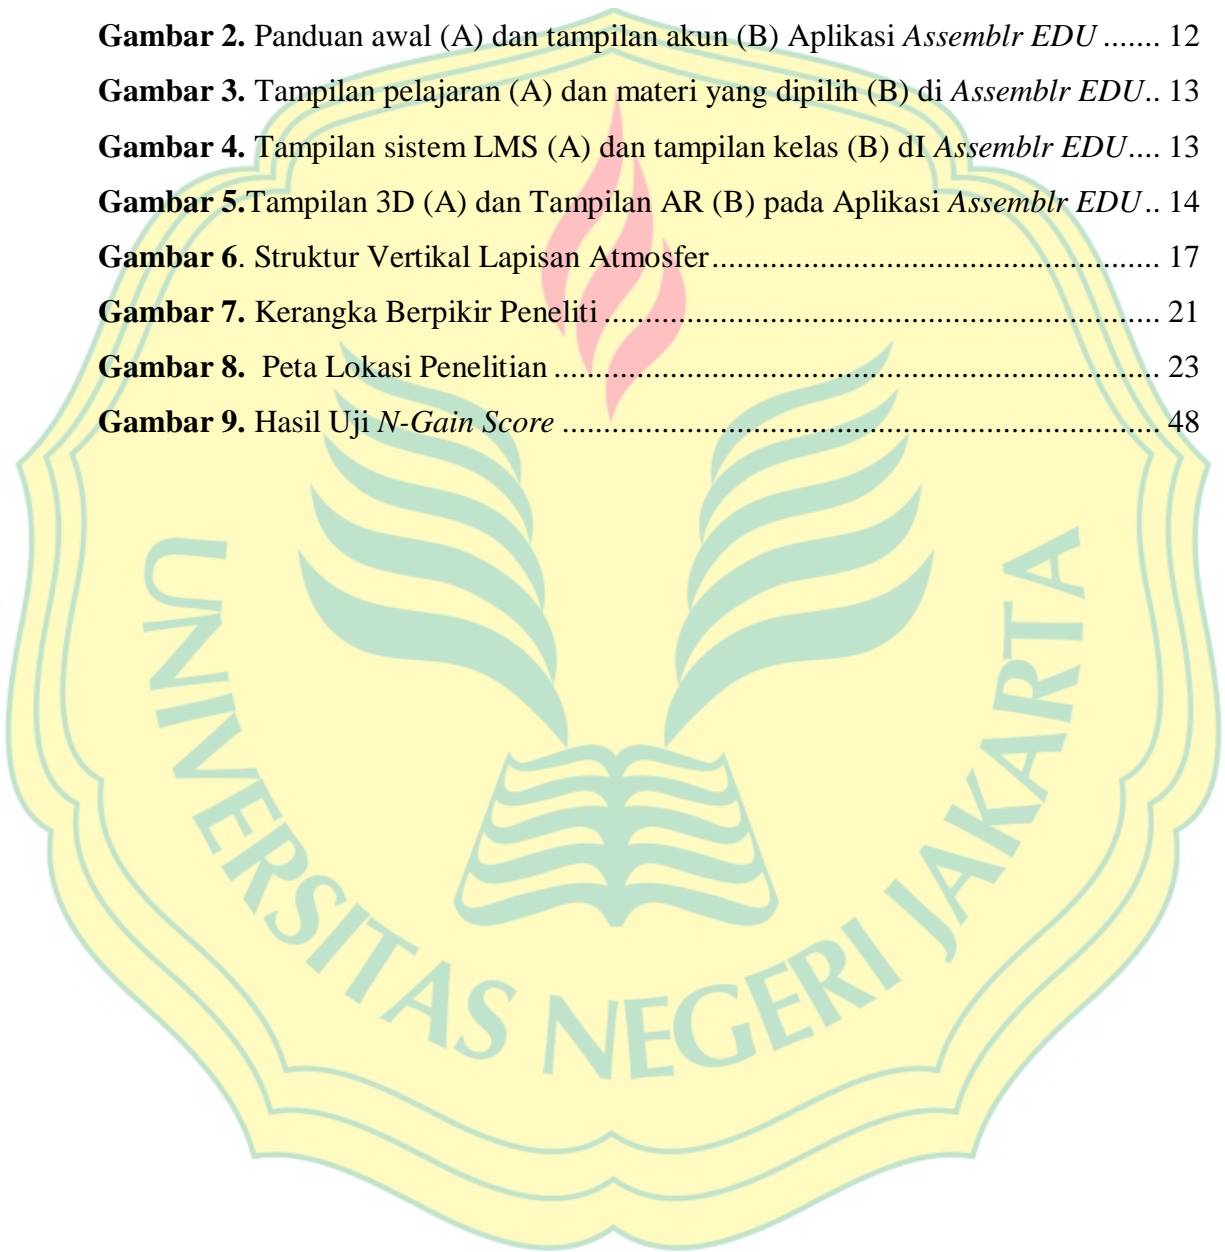 Gambar 2. Panduan awal (A) dan tampilan akun (B) Aplikasi Assemblr EDU ....... 12
Gambar 3. Tampilan pelajaran (A) dan materi yang dipilih (B) di Assemblr EDU.. 13
Gambar 4. Tampilan sistem LMS (A) dan tampilan kelas (B) dI Assemblr EDU.... 13
Gambar 5.Tampilan 3D (A) dan Tampilan AR (B) pada Aplikasi Assemblr EDU.. 14
Gambar 6. Struktur Vertikal Lapisan Atmosfer...................................................... 17
Gambar 7. Kerangka Berpikir Peneliti.................................................................... 21
Gambar 8. Peta Lokasi Penelitian.......................................................................... 23
Gambar 9. Hasil Uji N-Gain Score......................................................................... 48
UNIVERSITAS NEGERI JAKARTA